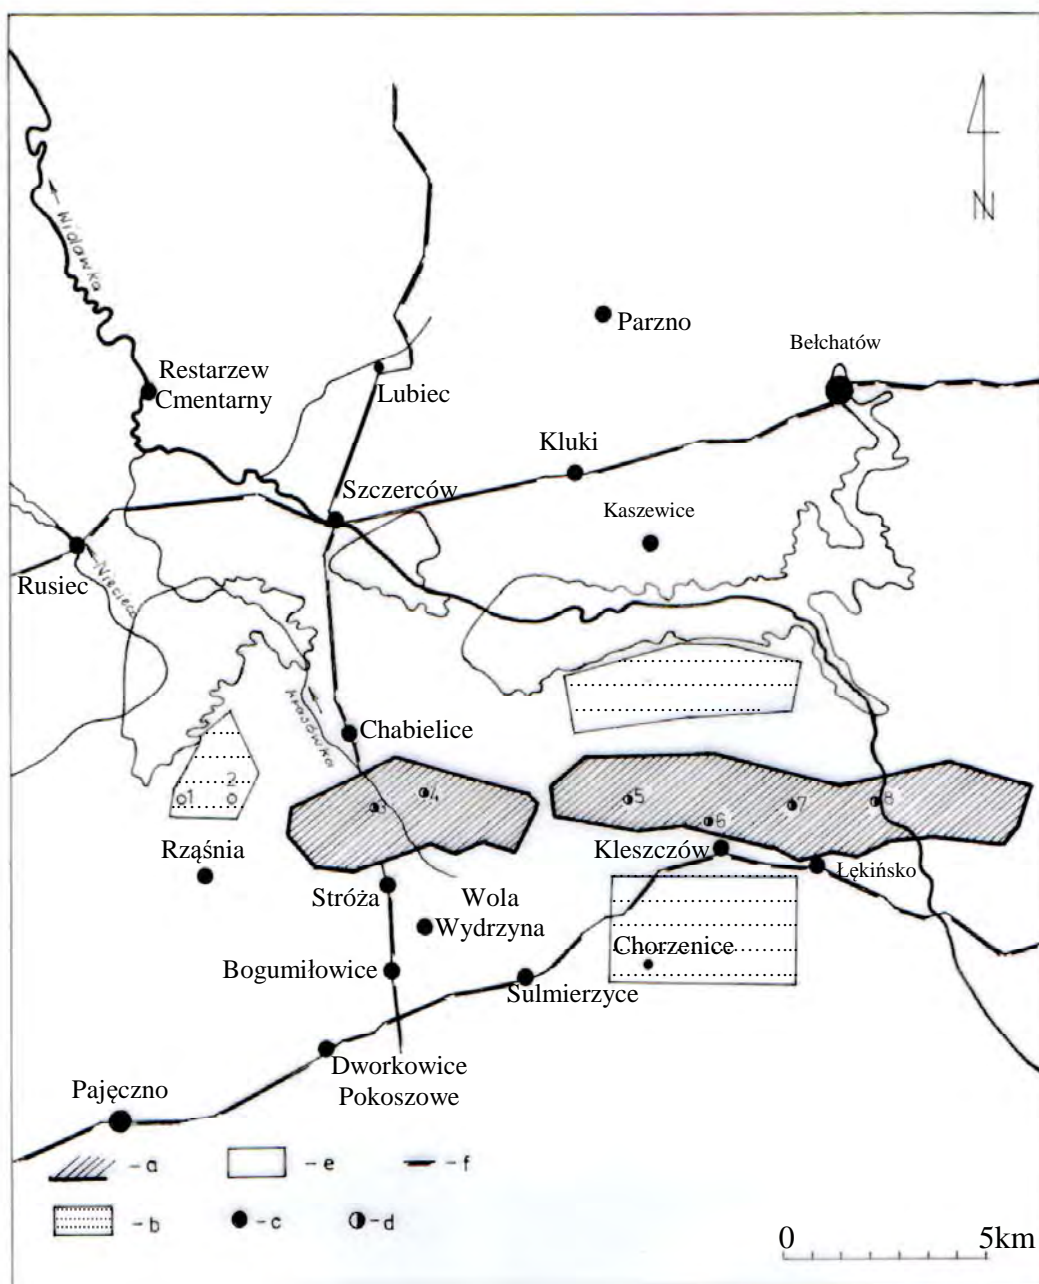 N
Widawka
Parzno
Bełchatów
Restarzew
Cmentarny
Lubiec
Kluki
Szczerców
Kaszewice
Rusiec
Nieciecz
Krasówka
Chabielice
1
2
3
4
5
6
7
8
Rząśnia
Kleszczów
Łękińsko
Stróża
Wola
Wydrzyna
Chorzenice
Bogumiłowice
Sulmierzyce
Dworkowice
Pokoszowe
Pajęczno
- a
- e
- f
- b
- c
- d
0 5km